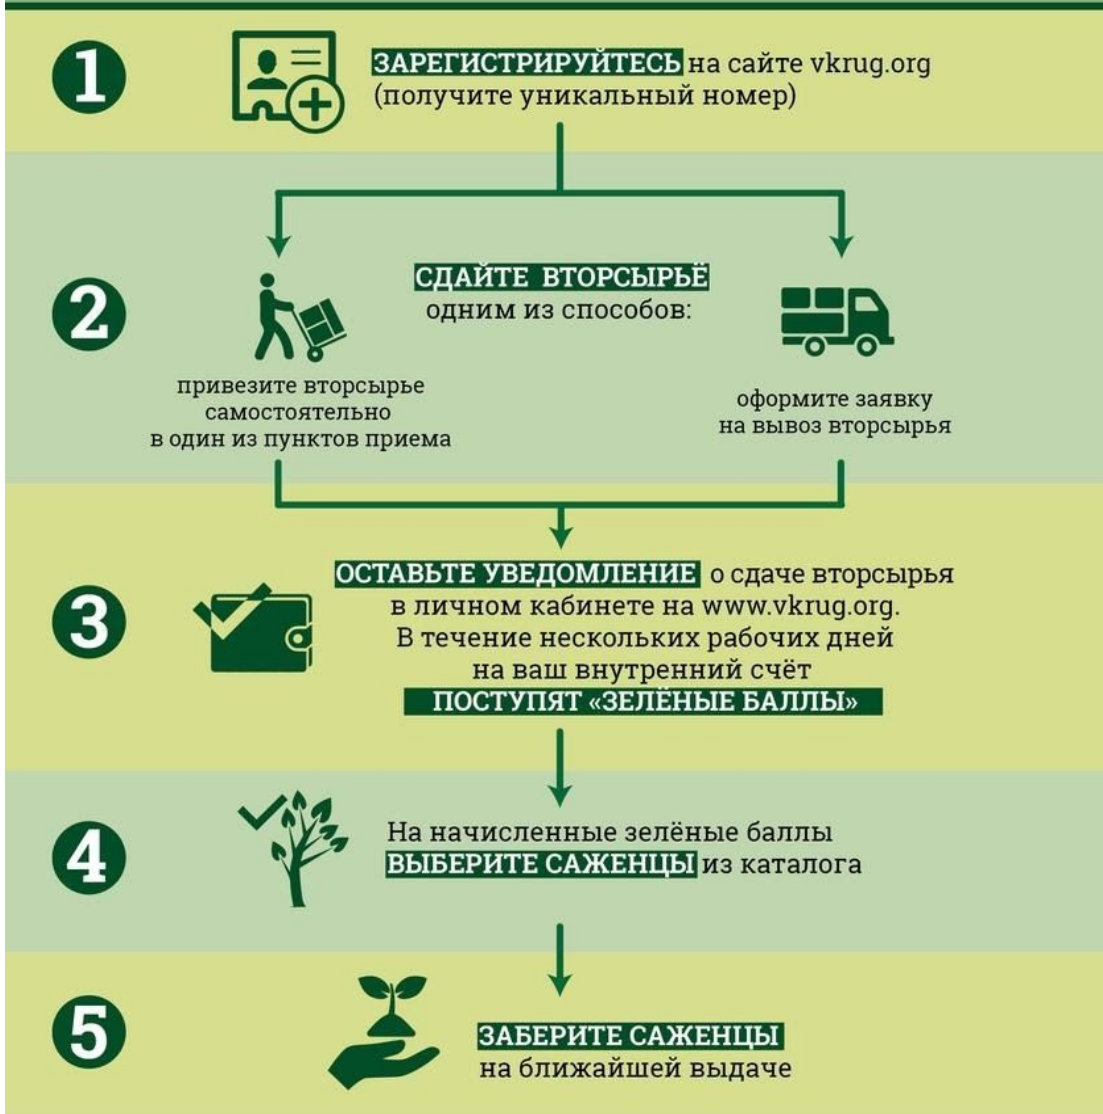 1
ЗАРЕГИСТРИРУЙТЕСЬ на сайте vkrug.org
(получите уникальный номер)
2
СДАЙТЕ ВТОРСЫРЬЁ
одним из способов:
привезите вторсырье
самостоятельно
в один из пунктов приема
оформите заявку
на вывоз вторсырья
3
ОСТАВЬТЕ УВЕДОМЛЕНИЕ о сдаче вторсырья
в личном кабинете на www.vkrug.org.
В течение нескольких рабочих дней
на ваш внутренний счёт
ПОСТУПЯТ «ЗЕЛЁНЫЕ БАЛЛЫ»
4
На начисленные зелёные баллы
ВЫБЕРИТЕ САЖЕНЦЫ из каталога
5
ЗАБЕРИТЕ САЖЕНЦЫ
на ближайшей выдаче